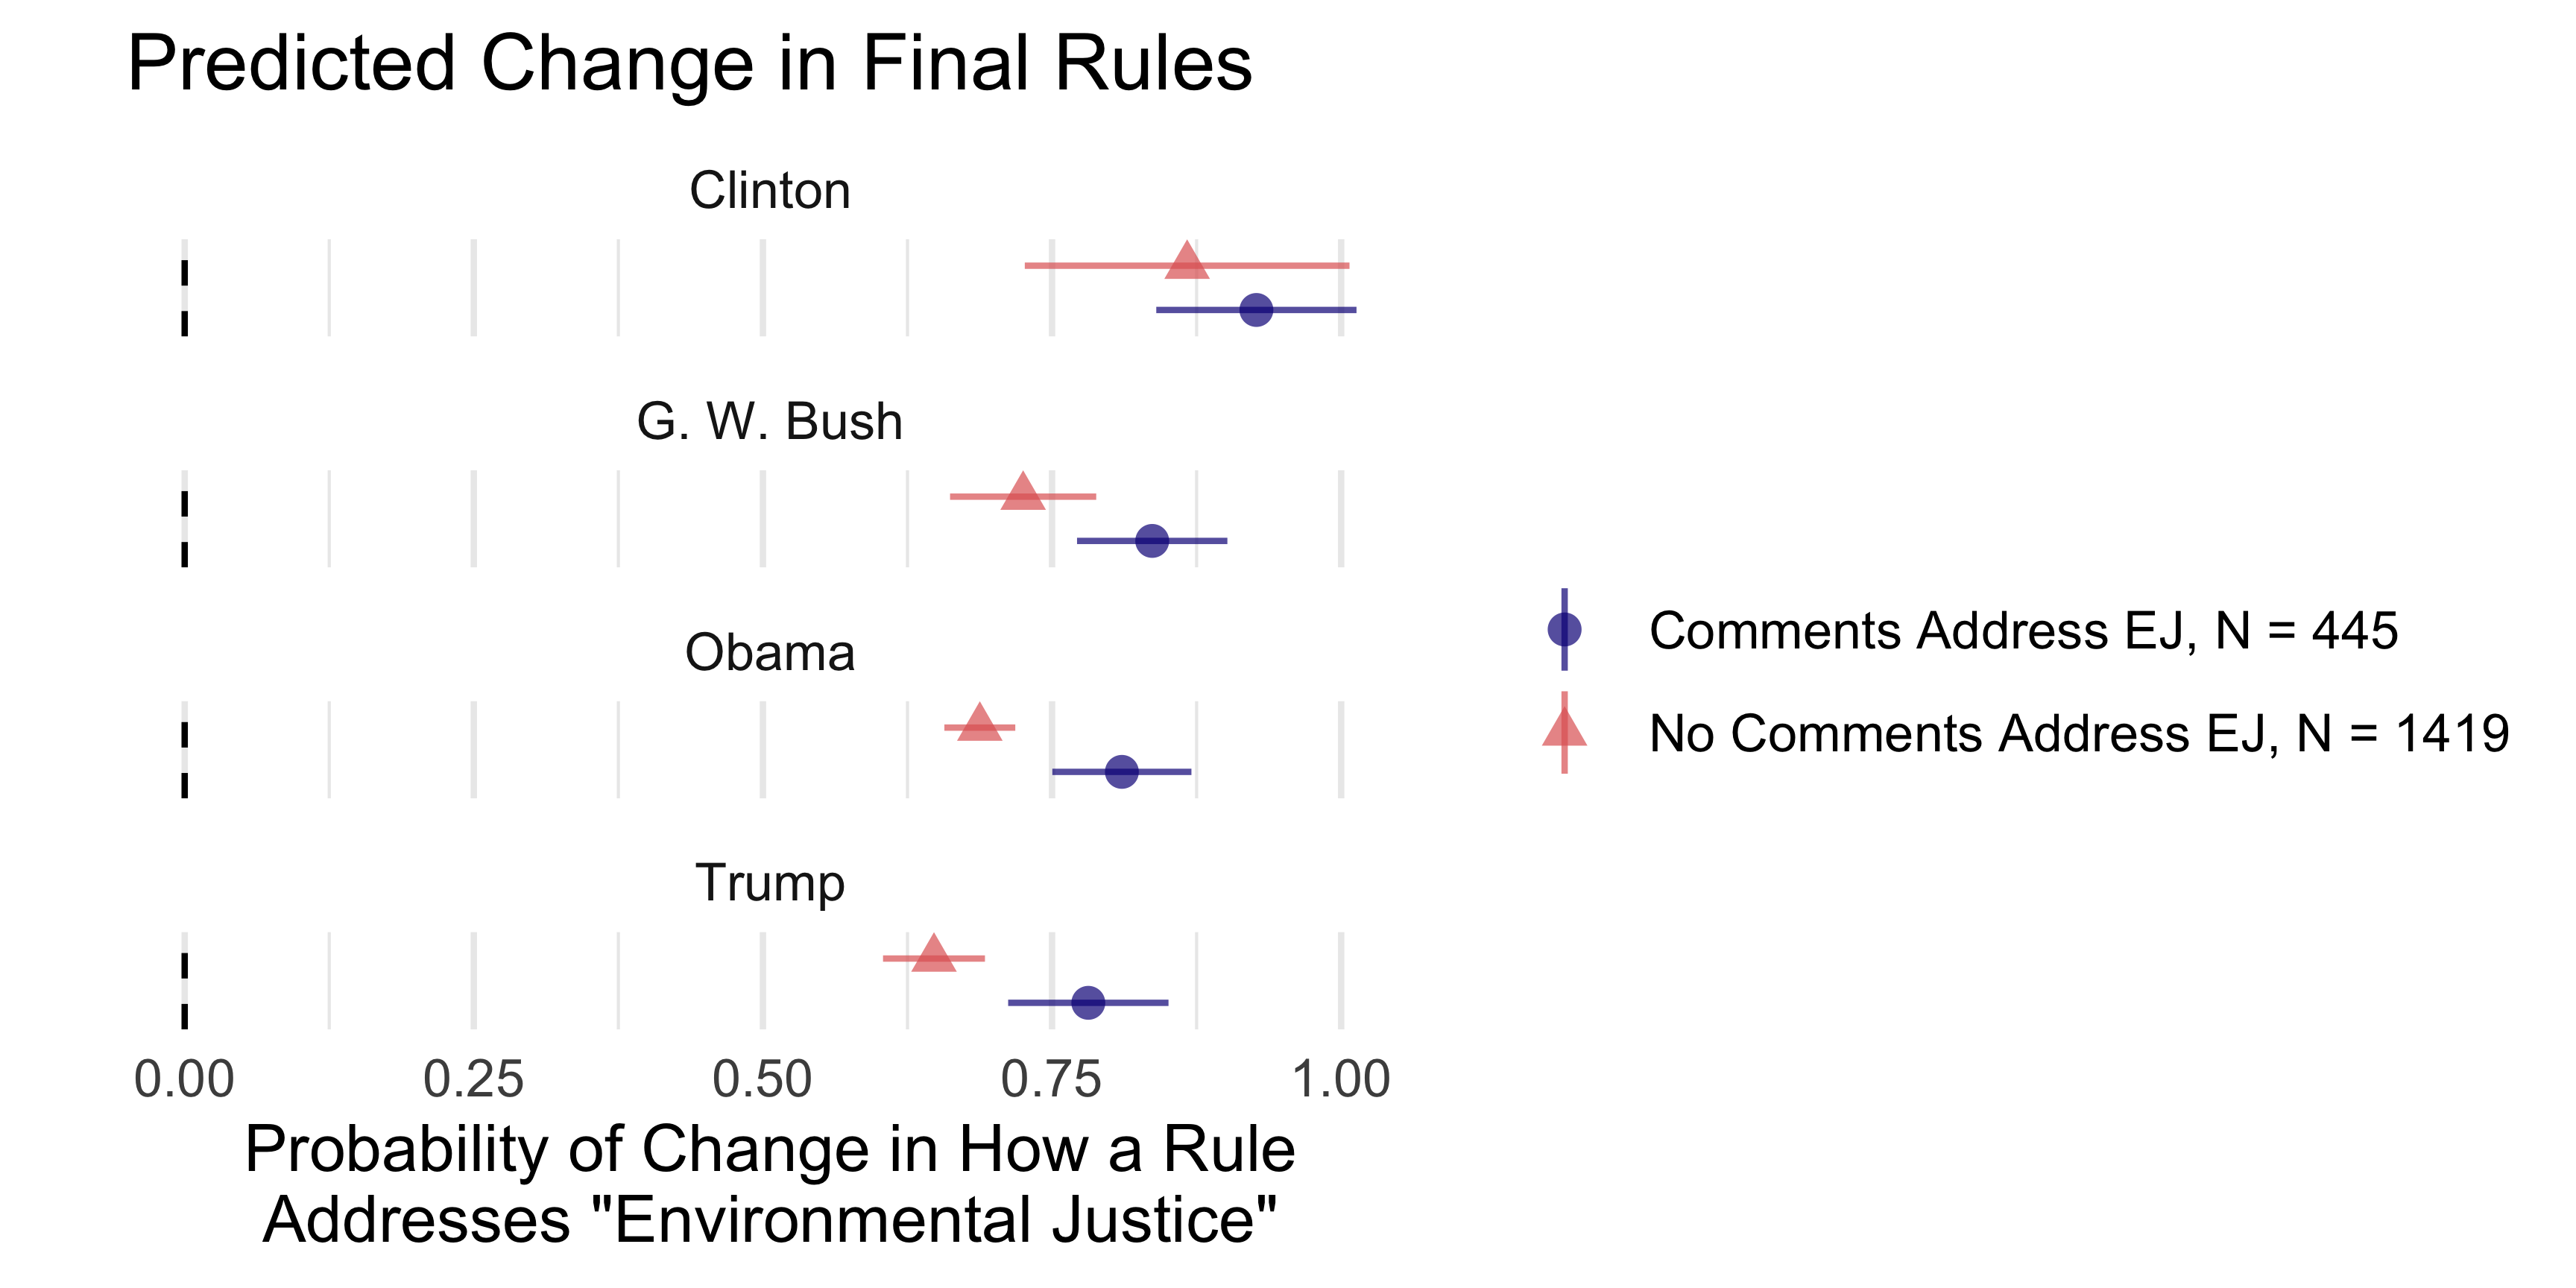 Predicted Change in Final Rules
Clinton
G. W. Bush
Obama
Comments Address EJ, N = 445
No Comments Address EJ, N = 1419
Trump
0.00 0.25 0.50 0.75 1.00
Probability of Change in How a Rule
Addresses "Environmental Justice"